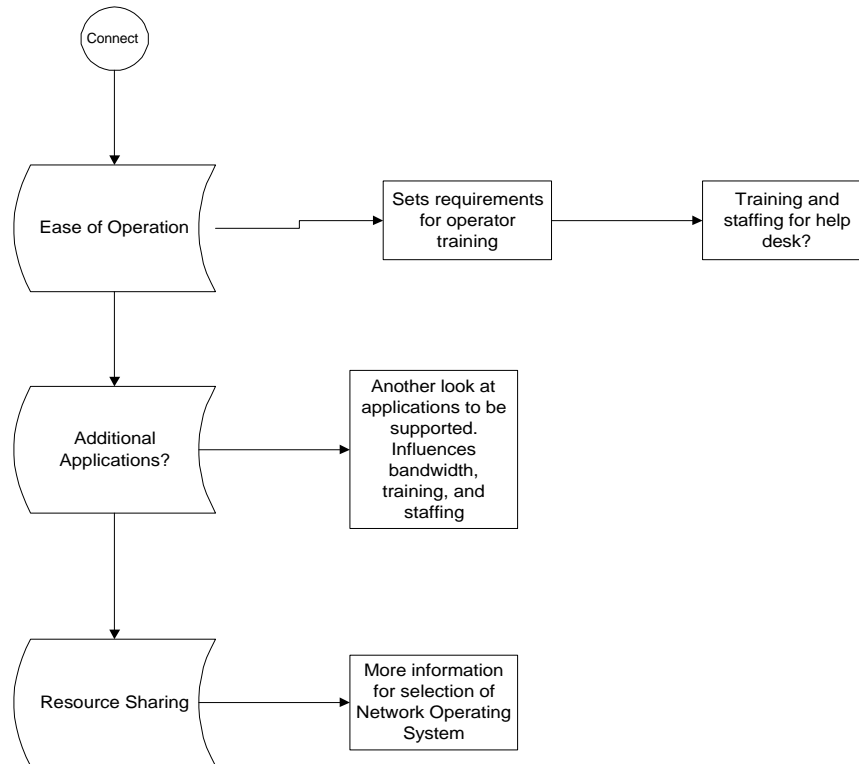 Connect
Ease of Operation
Sets requirements
for operator
training
Training and
staffing for help
desk?
Additional
Applications?
Another look at
applications to be
supported.
Influences
bandwidth,
training, and
staffing
Resource Sharing
More information
for selection of
Network Operating
System